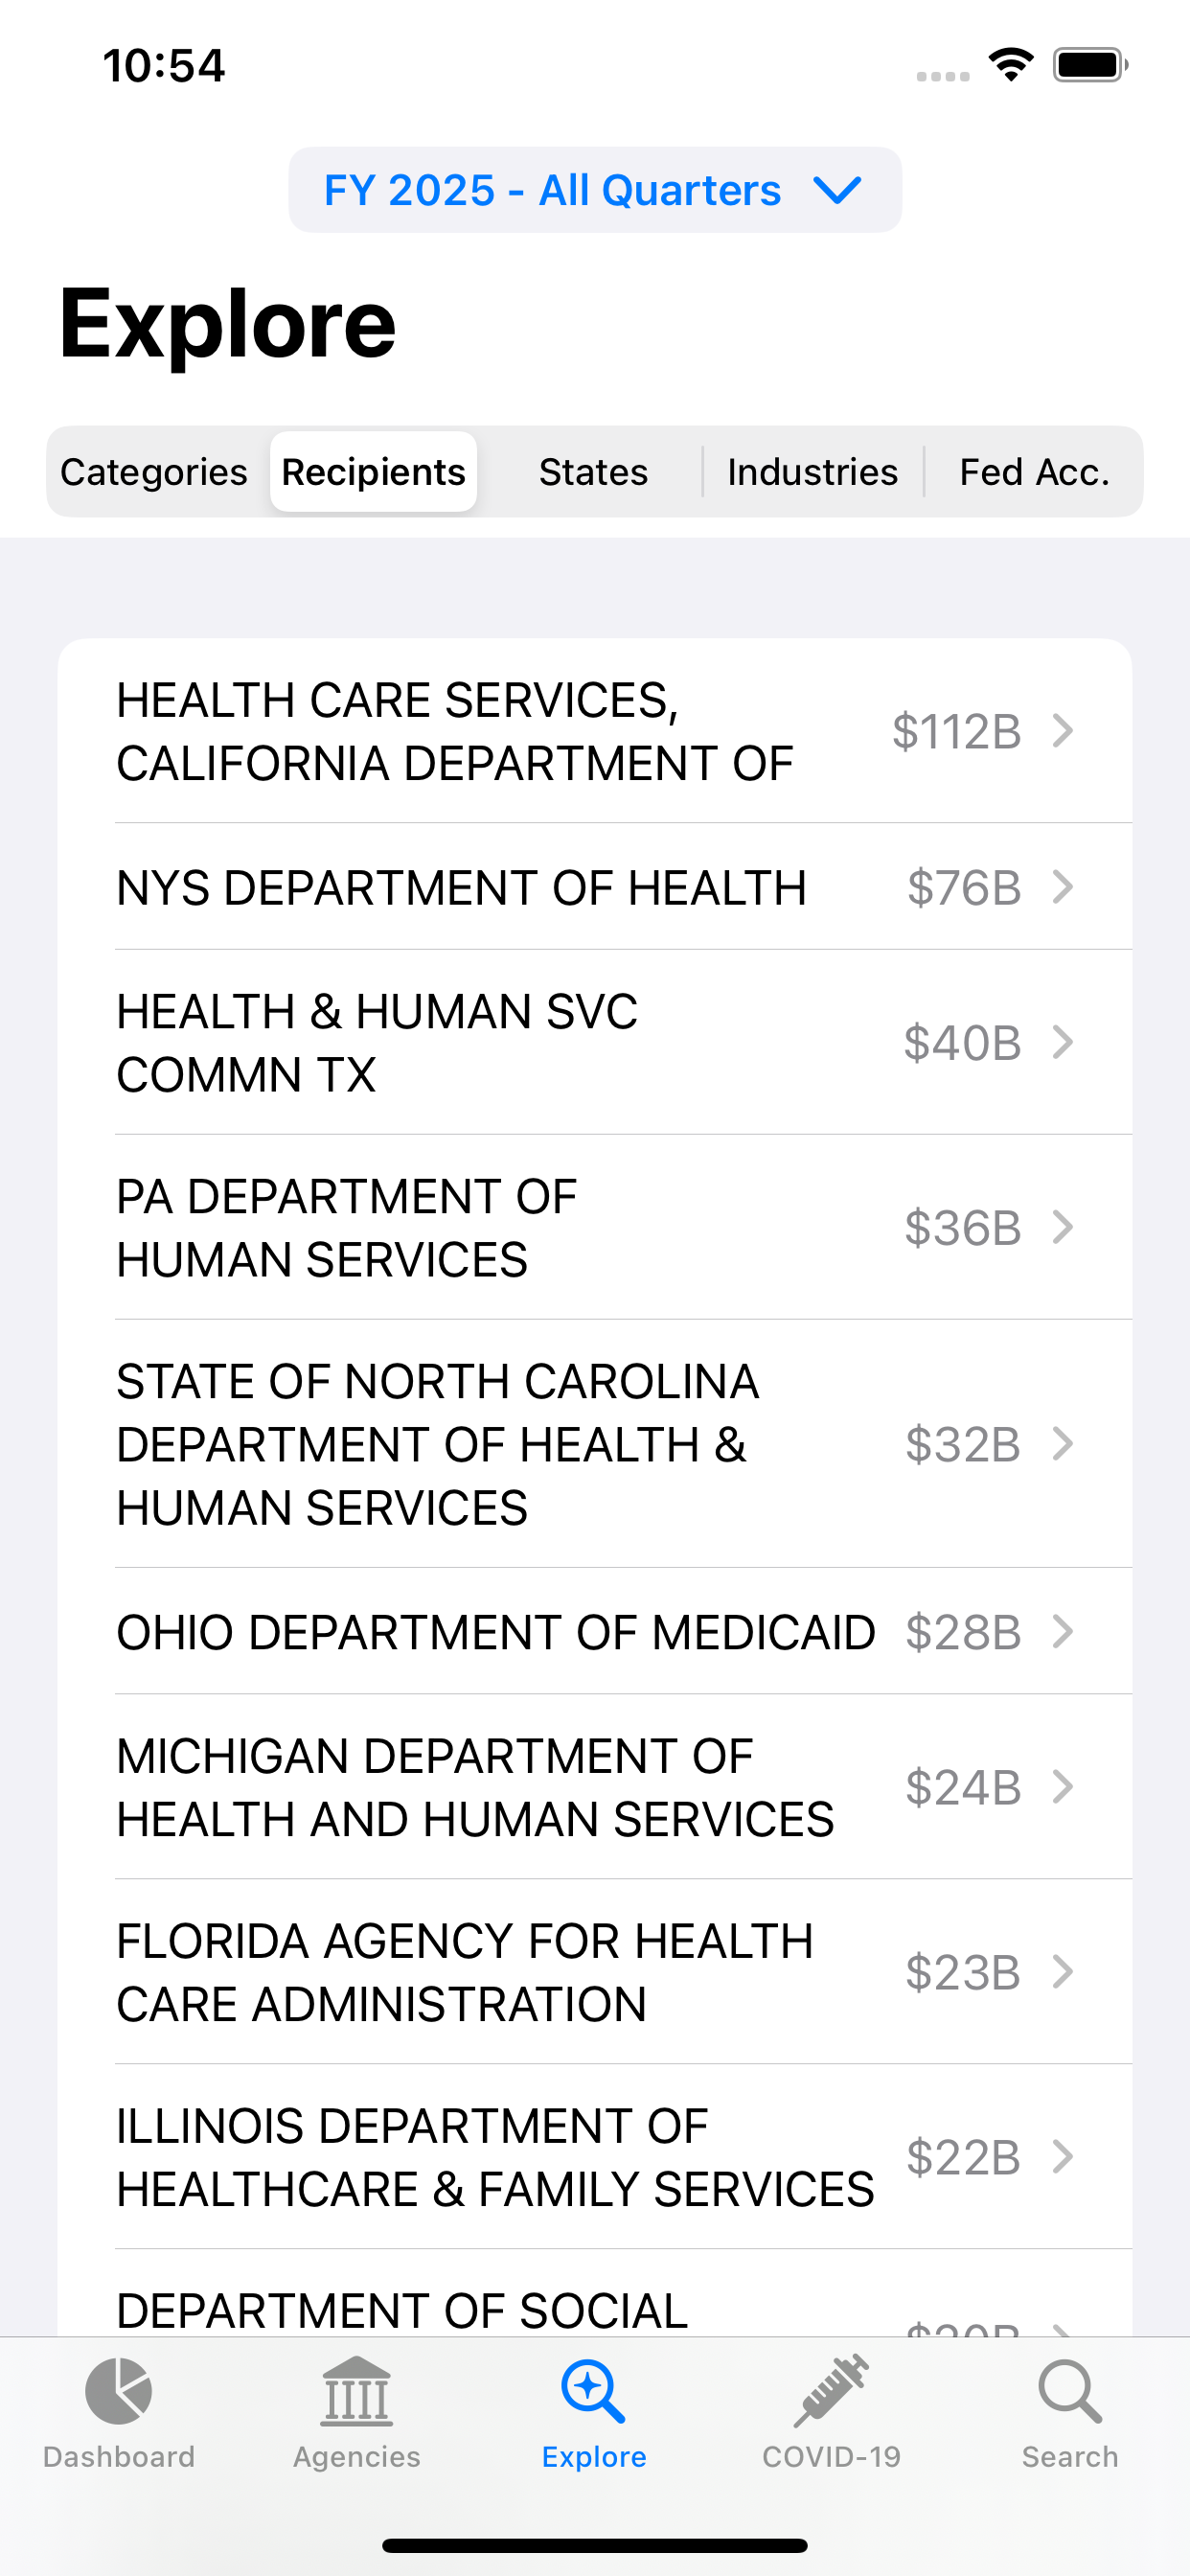 10:54
FY 2025 - All Quarters
Explore
Categories
Recipients
States
Industries
Fed Acc.
HEALTH CARE SERVICES,
CALIFORNIA DEPARTMENT OF
$112B
NYS DEPARTMENT OF HEALTH
$76B
HEALTH & HUMAN SVC
COMMN TX
$40B
PA DEPARTMENT OF
HUMAN SERVICES
$36B
STATE OF NORTH CAROLINA
DEPARTMENT OF HEALTH &
HUMAN SERVICES
$32B
OHIO DEPARTMENT OF MEDICAID
$28B
MICHIGAN DEPARTMENT OF
HEALTH AND HUMAN SERVICES
$24B
FLORIDA AGENCY FOR HEALTH
CARE ADMINISTRATION
$23B
ILLINOIS DEPARTMENT OF
HEALTHCARE & FAMILY SERVICES
$22B
DEPARTMENT OF SOCIAL
Dashboard
Agencies
Explore
COVID-19
Search